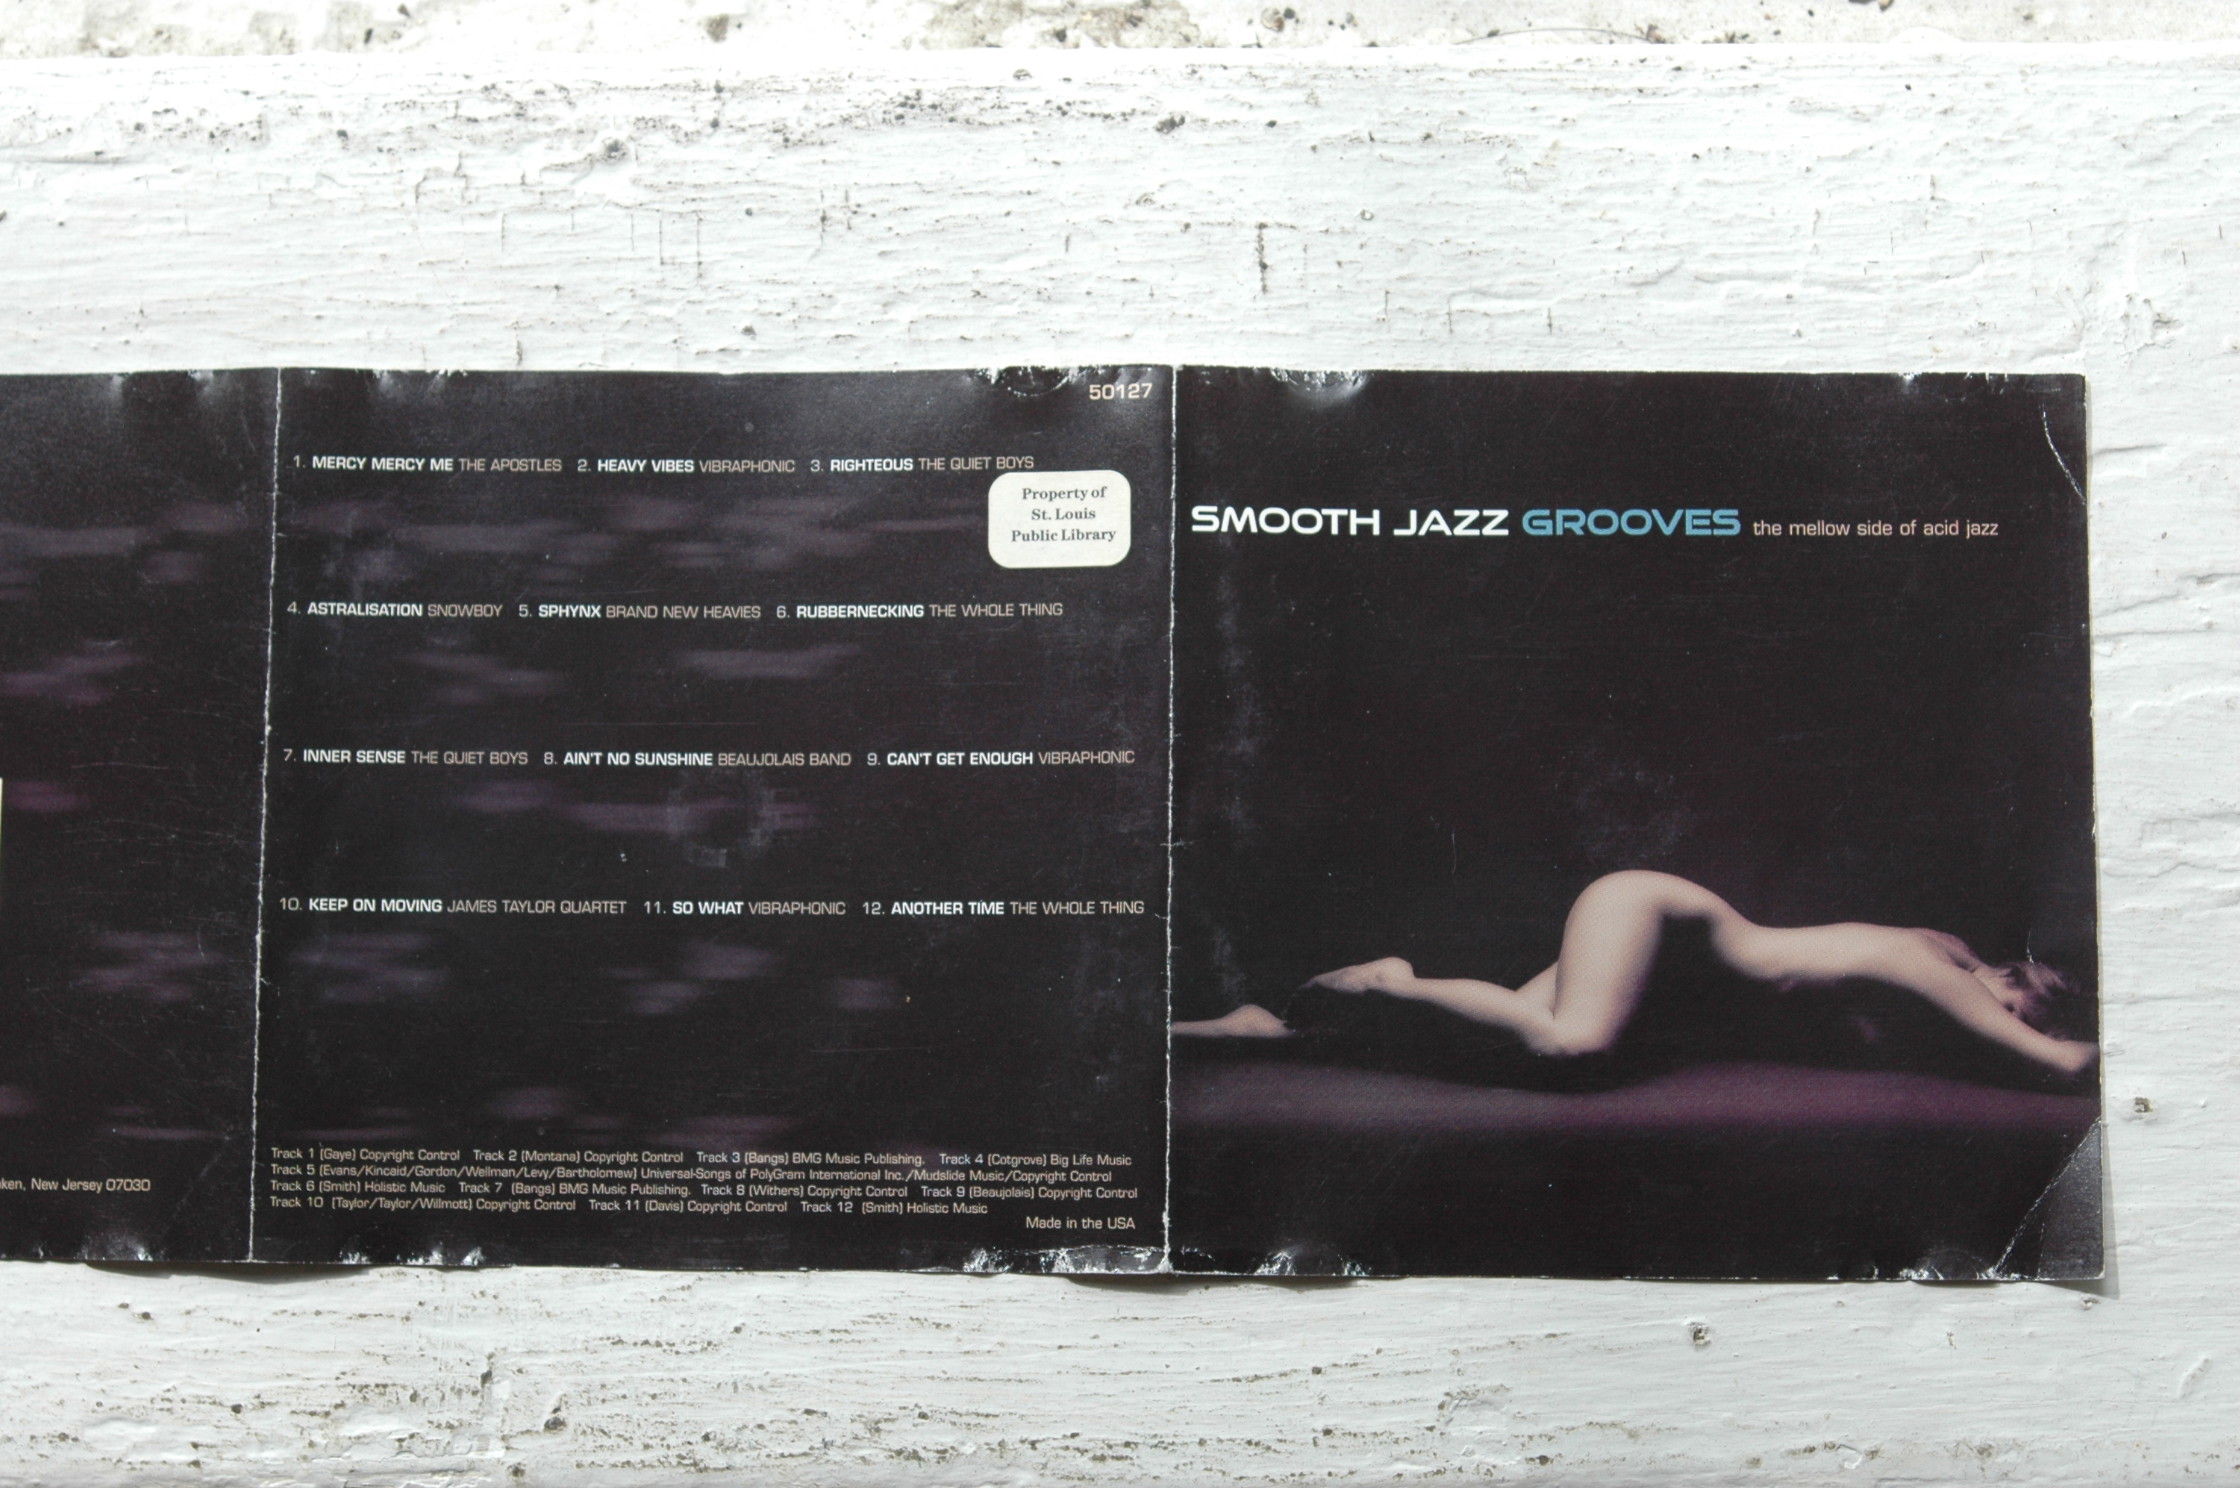 50127
1. MERCY MERCY ME THE APOSTLES 2. HEAVY VIBES VIBRAPHONIC 3. RIGHTEOUS THE QUIET BOYS
Property of
St. Louis
Public Library
4. ASTRALISATION SNOWBOY 5. SPHYNX BRAND NEW HEAVIES 6. RUBBERNECKING THE WHOLE THING
7. INNER SENSE THE QUIET BOYS 8. AIN'T NO SUNSHINE BEAUJOLAIS BAND 9. CAN'T GET ENOUGH VIBRAPHONIC
10. KEEP ON MOVING JAMES TAYLOR QUARTET 11. SO WHAT VIBRAPHONIC 12. ANOTHER TIME THE WHOLE THING
Track 1 (Gaye) Copyright Control Track 2 (Montana) Copyright Control Track 3 (Bangs) BMG Music Publishing. Track 4 (Cotgrove) Big Life Music
Track 5 (Evans/Kincaid/Gordon/Wellman/Levy/Bartholomew) Universal-Songs of PolyGram International Inc./Mudslide Music/Copyright Control
Track 6 (Smith) Holistic Music Track 7 (Bangs) BMG Music Publishing. Track 8 (Withers) Copyright Control Track 9 (Beaujolais) Copyright Control
Track 10 (Taylor/Taylor/Willmott) Copyright Control Track 11 (Davis) Copyright Control Track 12 (Smith) Holistic Music
Made in the USA
New Jersey 07030
SMOOTH JAZZ GROOVES the mellow side of acid jazz